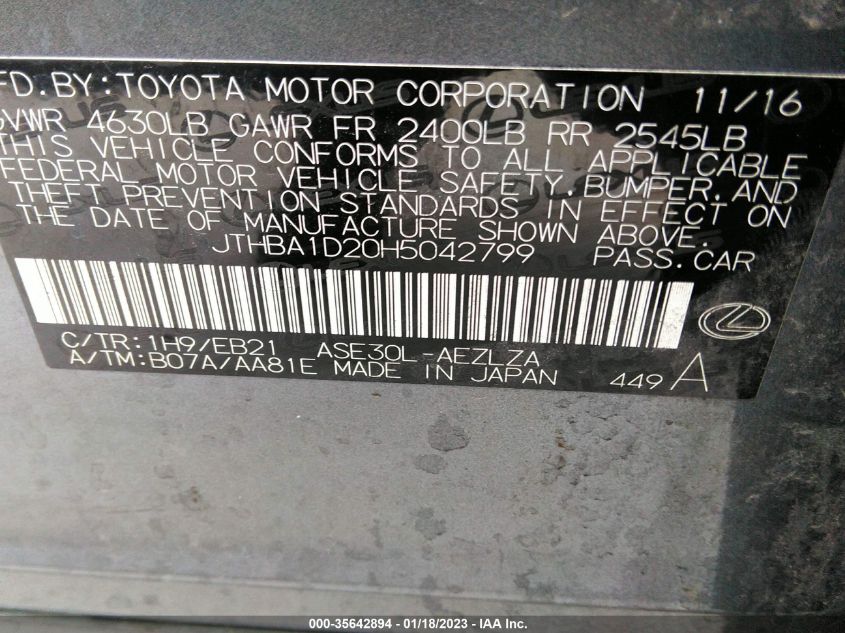 FD. BY: TOYOTA MOTOR CORPORATION 11/16
GVWR 4630LB GAWR FR 2400LB RR 2545LB
THIS VEHICLE CONFORMS TO ALL APPLICABLE
FEDERAL MOTOR VEHICLE SAFETY, BUMPER, AND
THEFT PREVENTION STANDARDS IN EFFECT ON
THE DATE OF MANUFACTURE SHOWN ABOVE.
JTHBA1D20H5042799 PASS. CAR
C/TR: 1H9/EB21 ASE30L-AEZLZA
A/TM: B07A/AA81E MADE IN JAPAN 449 A
000-35642894 / 01/18/2023 - IAA Inc.